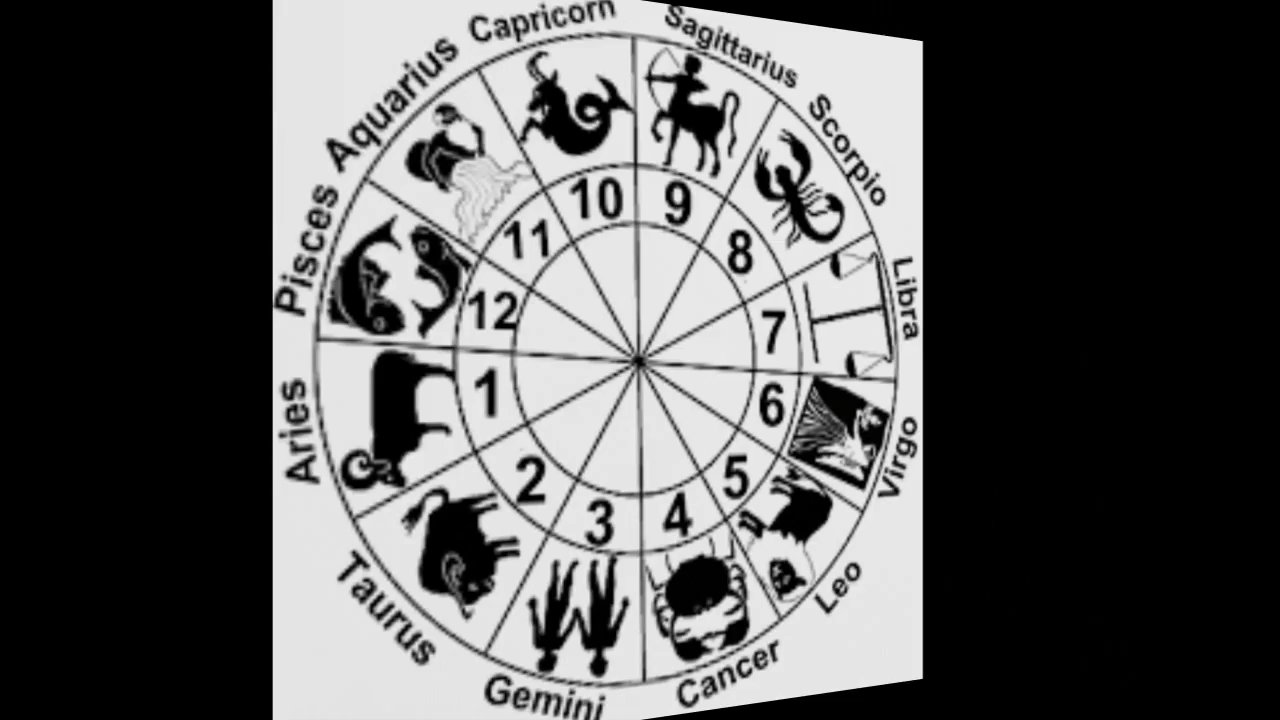 Capricorn
Sagittarius
Aquarius
Scorpio
Pisces
Libra
Aries
Virgo
Taurus
Leo
Gemini
Cancer
10
9
11
8
12
7
1
6
2
5
3
4